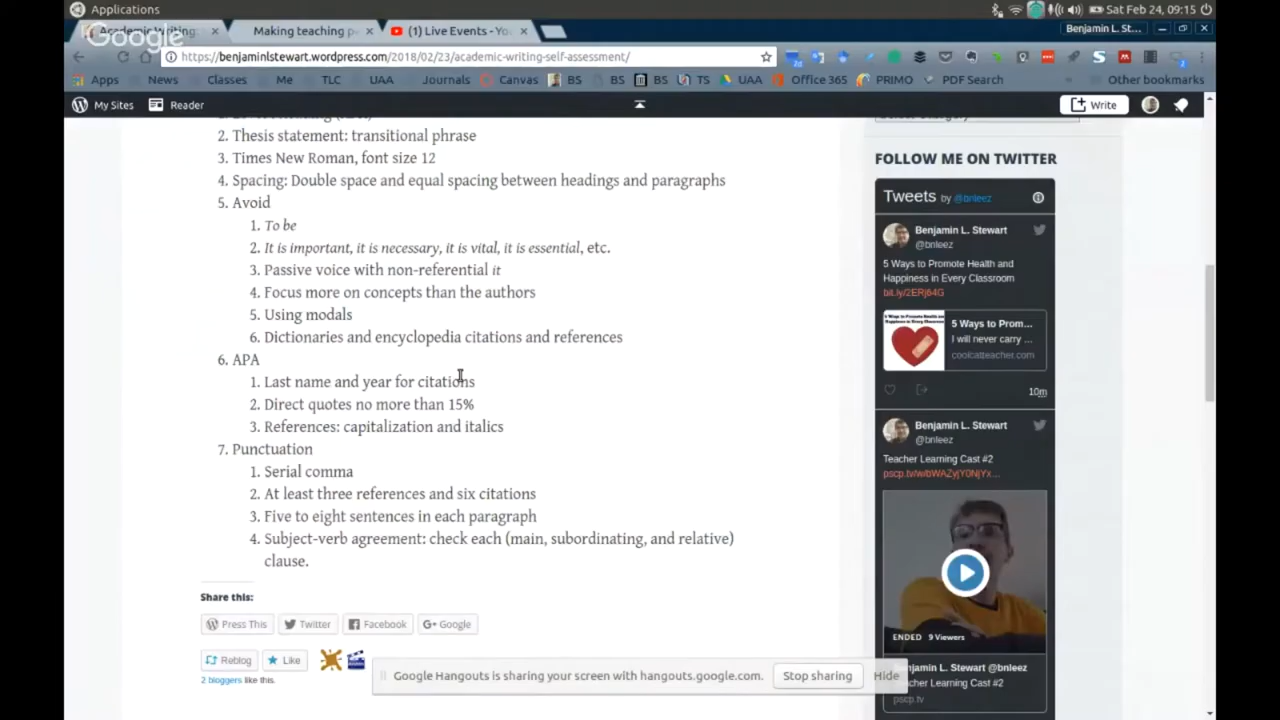 Applications
Sat Feb 24, 09:15
Google
Making teaching p
(1) Live Events - Yo
Benjamin L. St...
https://benjaminlstewart.wordpress.com/2018/02/23/academic-writing-self-assessment/
Apps News Classes Me TLC UAA Journals Canvas BS BS BS TS UAA Office 365 PRIMO PDF Search Other bookmarks
My Sites Reader Write
2. Thesis statement: transitional phrase
3. Times New Roman, font size 12
4. Spacing: Double space and equal spacing between headings and paragraphs
5. Avoid
1. To be
2. It is important, it is necessary, it is vital, it is essential, etc.
3. Passive voice with non-referential it
4. Focus more on concepts than the authors
5. Using modals
6. Dictionaries and encyclopedia citations and references
6. APA
1. Last name and year for citations
2. Direct quotes no more than 15%
3. References: capitalization and italics
7. Punctuation
1. Serial comma
2. At least three references and six citations
3. Five to eight sentences in each paragraph
4. Subject-verb agreement: check each (main, subordinating, and relative)
clause.
Share this:
Press This Twitter Facebook Google
Reblog Like
2 bloggers like this.
FOLLOW ME ON TWITTER
Tweets by @bnleez
Benjamin L. Stewart
@bnleez
5 Ways to Promote Health and
Happiness in Every Classroom
bit.ly/2ERj64G
5 Ways to Prom...
I will never carry ...
coolcatteacher.com
10m
Benjamin L. Stewart
@bnleez
Teacher Learning Cast #2
pscp.tv/w/bWAZyjY0NjYx...
ENDED 9 Viewers
Benjamin L. Stewart @bnleez
Teacher Learning Cast #2
pscp.tv
Google Hangouts is sharing your screen with hangouts.google.com. Stop sharing Hide